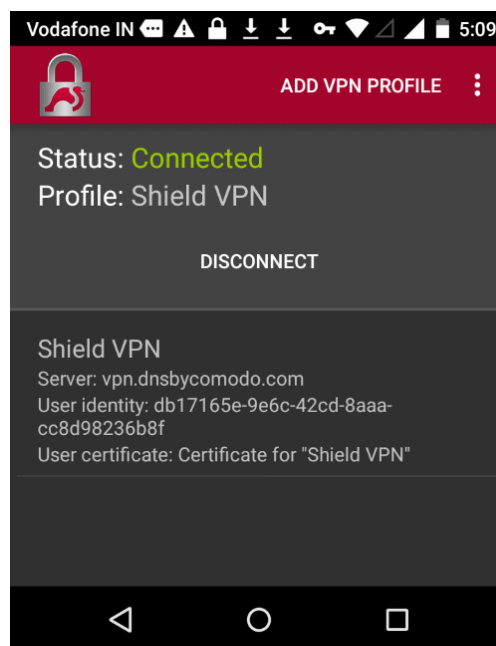 Vodafone IN 5:09
ADD VPN PROFILE
Status: Connected
Profile: Shield VPN
DISCONNECT
Shield VPN
Server: vpn.dnsbycomodo.com
User identity: db17165e-9e6c-42cd-8aaa-
cc8d98236b8f
User certificate: Certificate for "Shield VPN"